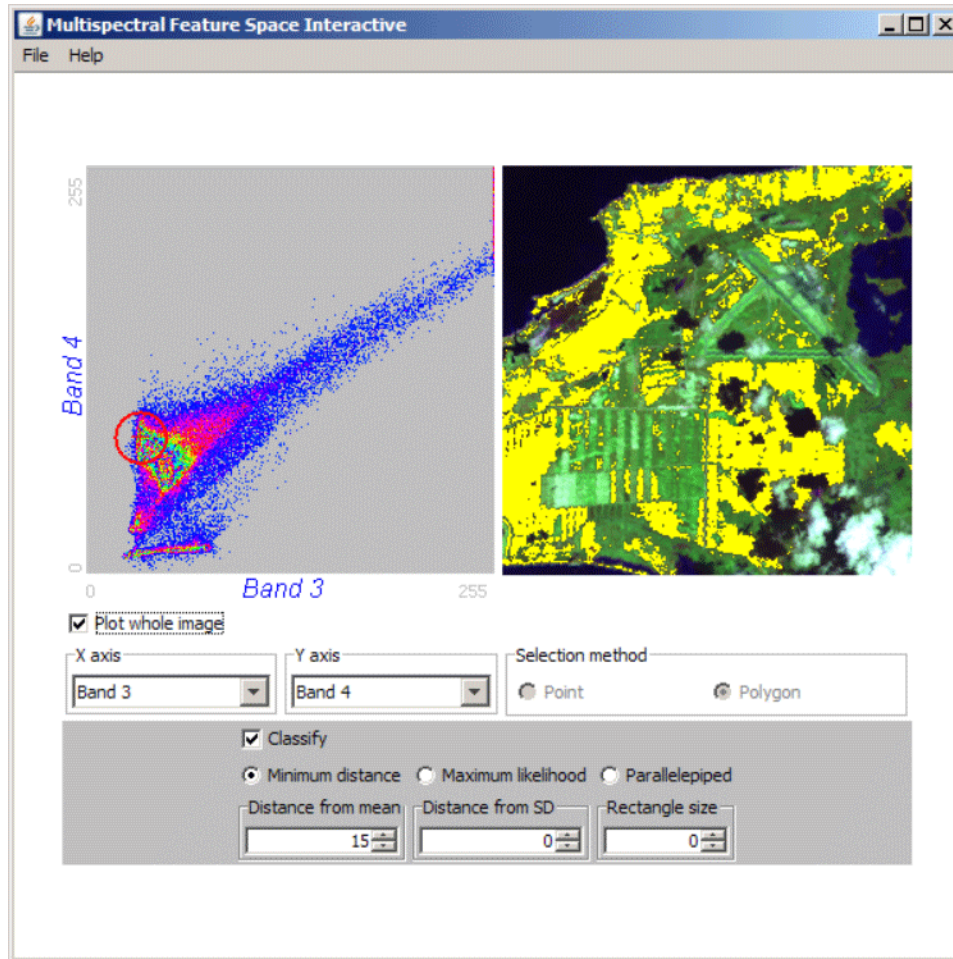 Multispectral Feature Space Interactive
File Help
255
Band 4
0
0 Band 3 255
Plot whole image
X axis Y axis Selection method
Band 3 Band 4 Point Polygon
Classify
Minimum distance Maximum likelihood Parallelepiped
Distance from mean Distance from SD Rectangle size
15 0 0